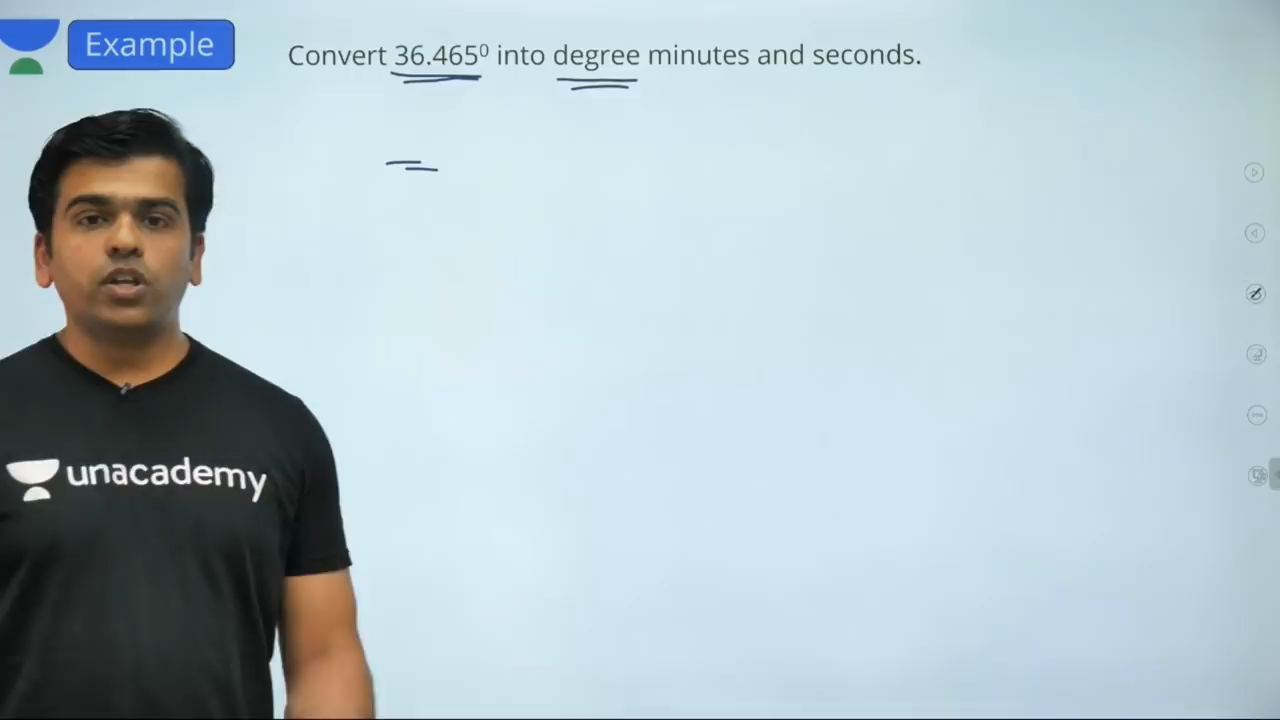 Example
Convert 36.465⁰ into degree minutes and seconds.
unacademy